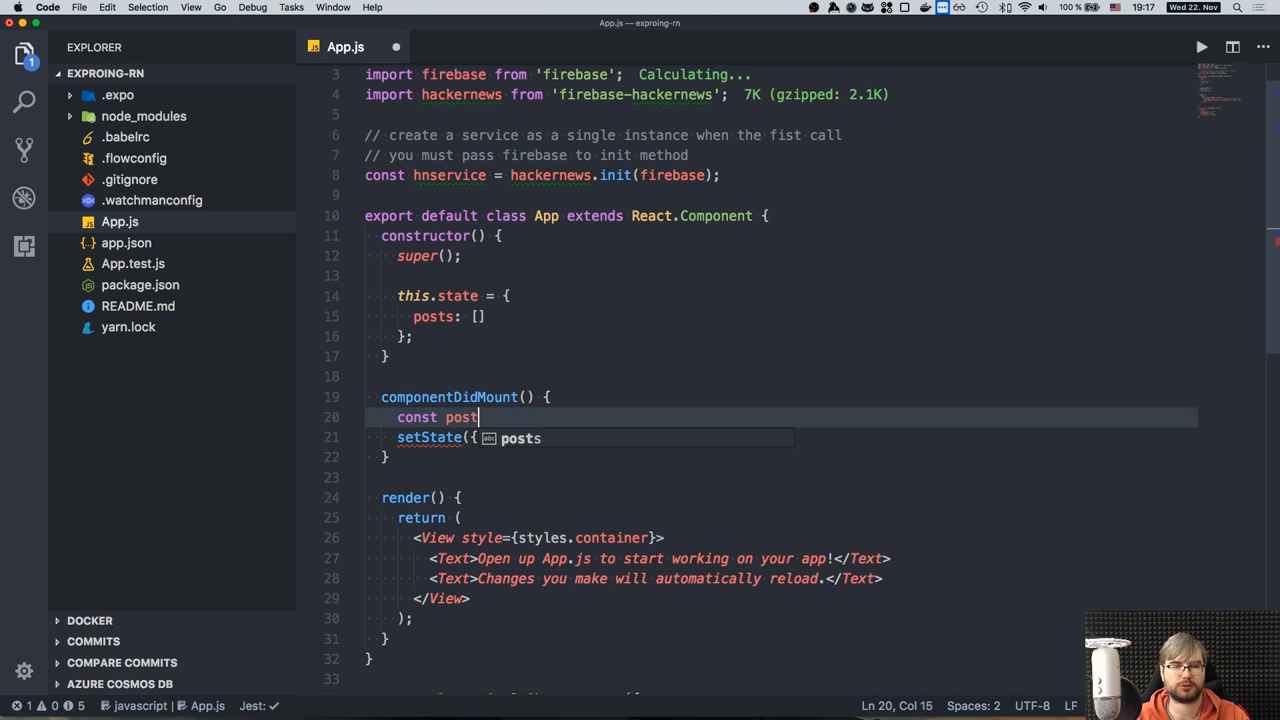 Code File Edit Selection View Go Debug Tasks Window Help 100 % 19:17 Wed 22. Nov
App.js — exproing-rn
EXPLORER
EXPROING-RN
.expo
node_modules
.babelrc
.flowconfig
.gitignore
.watchmanconfig
App.js
app.json
App.test.js
package.json
README.md
yarn.lock
DOCKER
COMMITS
COMPARE COMMITS
AZURE COSMOS DB
1
App.js
3 import firebase from 'firebase'; Calculating...
4 import hackernews from 'firebase-hackernews'; 7K (gzipped: 2.1K)
5
6 // create a service as a single instance when the fist call
7 // you must pass firebase to init method
8 const hnservice = hackernews.init(firebase);
9
10 export default class App extends React.Component {
11 constructor() {
12 super();
13
14 this.state = {
15 posts: []
16 };
17 }
18
19 componentDidMount() {
20 const post
21 setState({ posts
22 }
23
24 render() {
25 return (
26 <View style={styles.container}>
27 <Text>Open up App.js to start working on your app!</Text>
28 <Text>Changes you make will automatically reload.</Text>
29 </View>
30 );
31 }
32 }
33
1 0 5 javascript App.js Jest: Ln 20, Col 15 Spaces: 2 UTF-8 LF